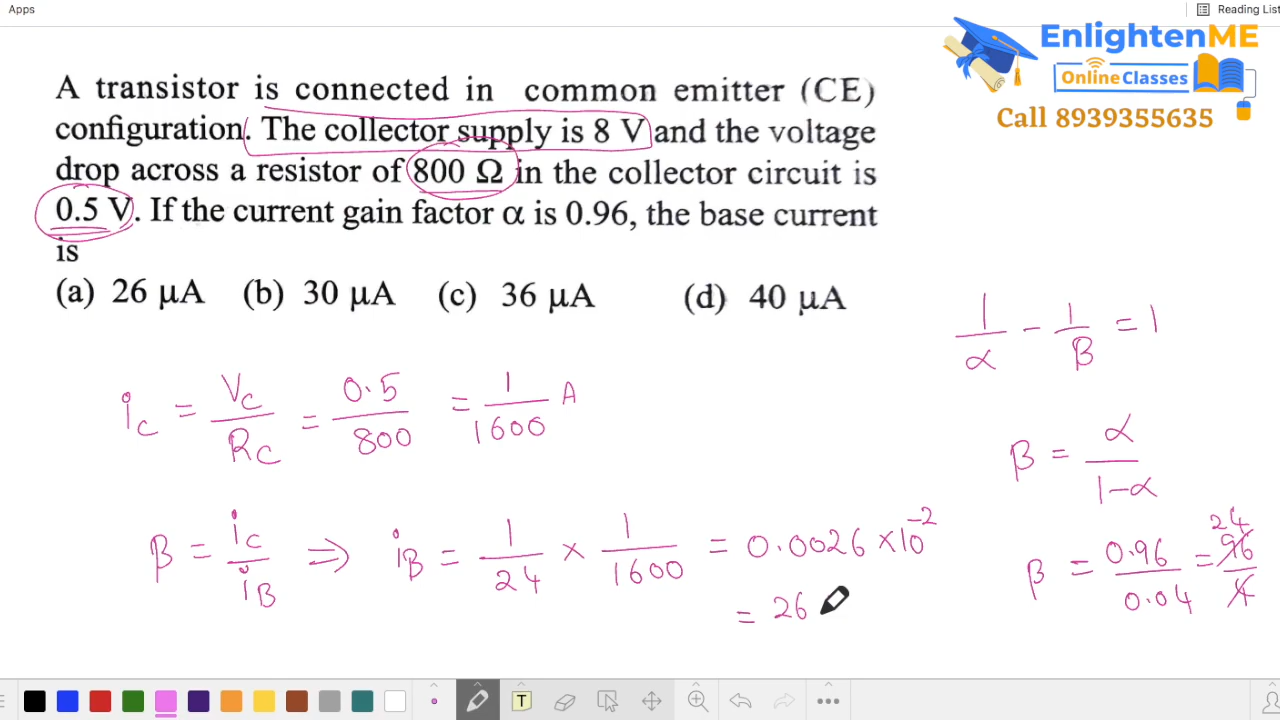 Apps
Reading List
EnlightenME
Online Classes
Call 8939355635
A transistor is connected in common emitter (CE)
configuration. The collector supply is 8 V and the voltage
drop across a resistor of 800 Ω in the collector circuit is
0.5 V. If the current gain factor α is 0.96, the base current
is
(a) 26 μA (b) 30 μA (c) 36 μA (d) 40 μA
1/α - 1/β = 1
i_C = V_C/R_C = 0.5/800 = 1/1600 A
β = α/(1-α)
β = i_C/i_B ⇒ i_B = 1/24 × 1/1600 = 0.0026 × 10^-2
β = 0.96/0.04 = 96/4 24
= 26
T